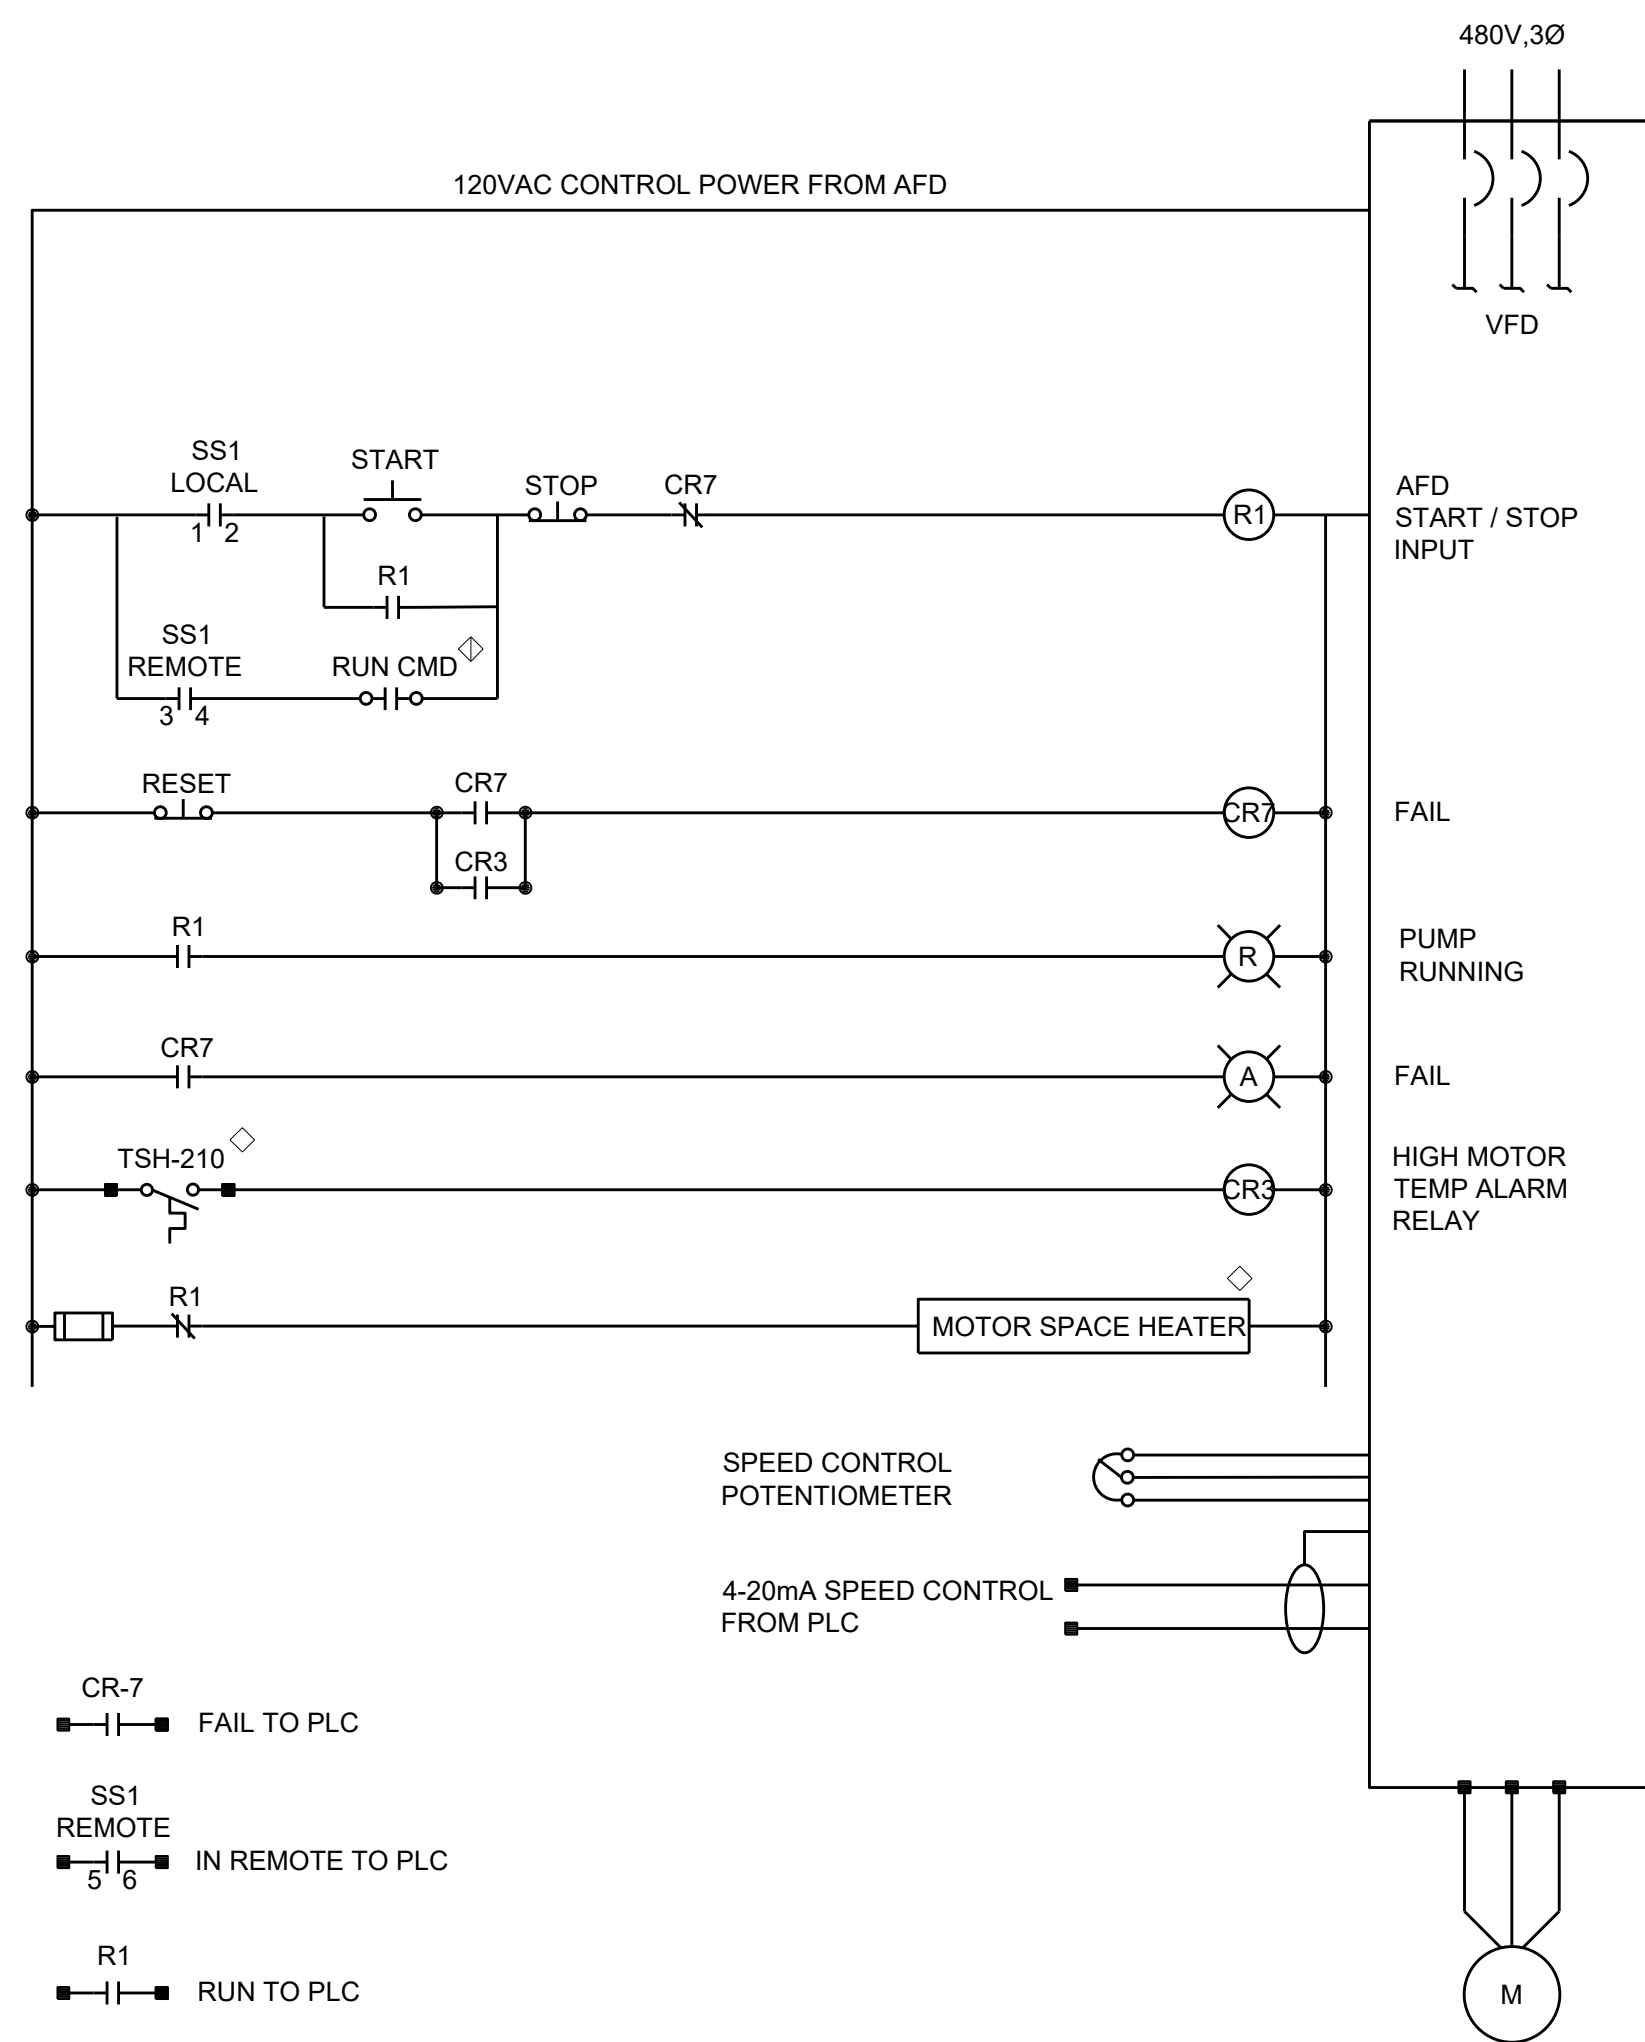 480V,3Ø
120VAC CONTROL POWER FROM AFD
VFD
SS1
LOCAL
1 2
START
STOP
CR7
R1
AFD
START / STOP
INPUT
R1
SS1
REMOTE
3 4
RUN CMD
RESET
CR7
CR7
FAIL
CR3
R1
R
PUMP
RUNNING
CR7
A
FAIL
TSH-210
CR3
HIGH MOTOR
TEMP ALARM
RELAY
R1
MOTOR SPACE HEATER
SPEED CONTROL
POTENTIOMETER
4-20mA SPEED CONTROL
FROM PLC
CR-7
FAIL TO PLC
SS1
REMOTE
5 6
IN REMOTE TO PLC
R1
RUN TO PLC
M